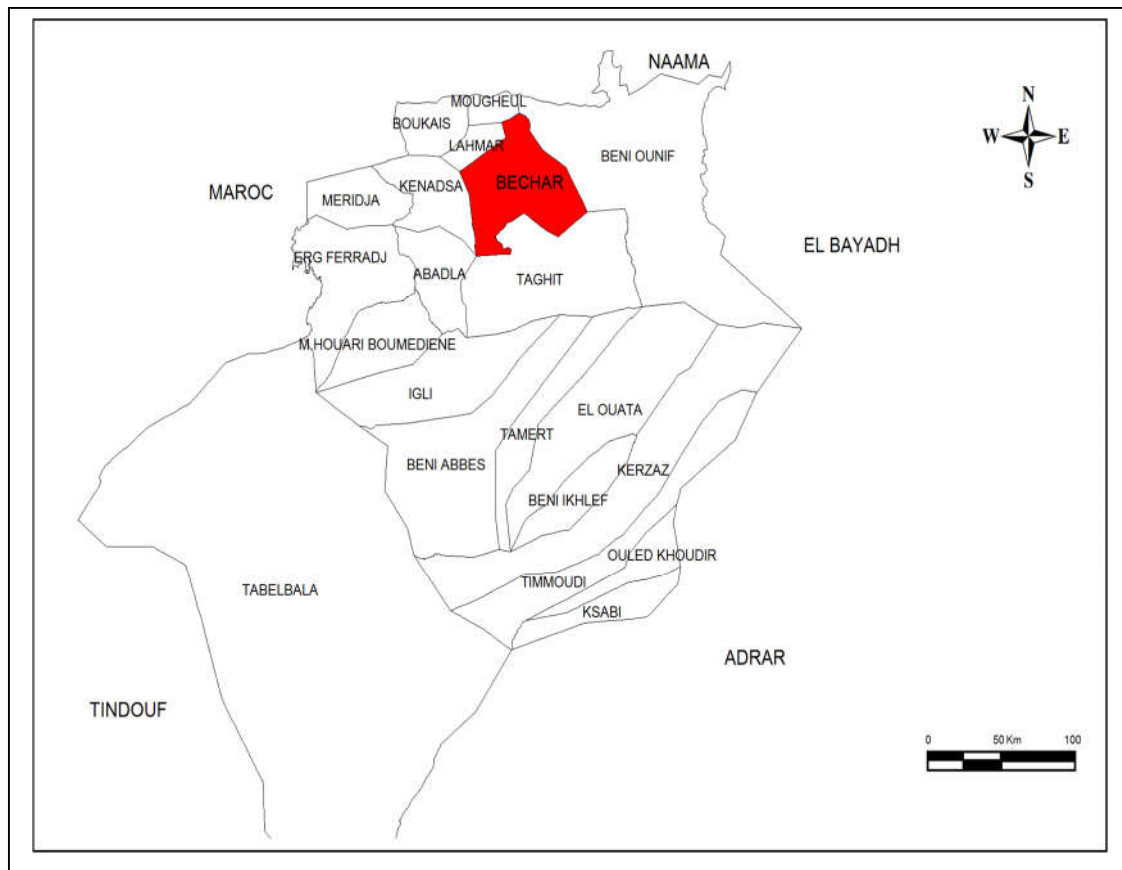 NAAMA
N
MOUGHEUL
BOUKAIS
W
E
LAHMAR
BENI OUNIF
S
BECHAR
KENADSA
MAROC
MERIDJA
EL BAYADH
ERG FERRADJ
ABADLA
TAGHIT
M.HOUARI BOUMEDIENE
IGLI
EL OUATA
TAMERT
BENI ABBES
KERZAZ
BENI IKHLEF
OULED KHOUDIR
TIMMOUDI
TABELBALA
KSABI
ADRAR
TINDOUF
0 50 Km 100